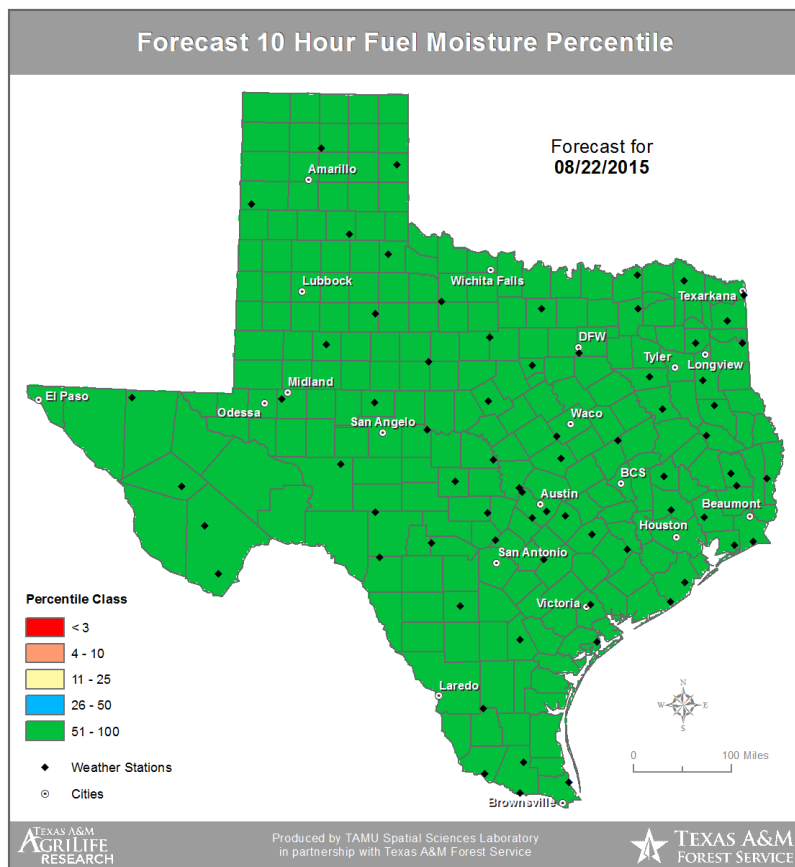 Forecast 10 Hour Fuel Moisture Percentile
Forecast for
08/22/2015
Amarillo
Lubbock
Wichita Falls
Texarkana
DFW
Tyler
Longview
El Paso
Midland
Odessa
San Angelo
Waco
BCS
Austin
Beaumont
Houston
San Antonio
Victoria
Laredo
Brownsville
Percentile Class
< 3
4 - 10
11 - 25
26 - 50
51 - 100
Weather Stations
Cities
N
W E
S
0 100 Miles
TEXAS A&M
AGRILIFE
RESEARCH
Produced by TAMU Spatial Sciences Laboratory
in partnership with Texas A&M Forest Service
TEXAS A&M
FOREST SERVICE